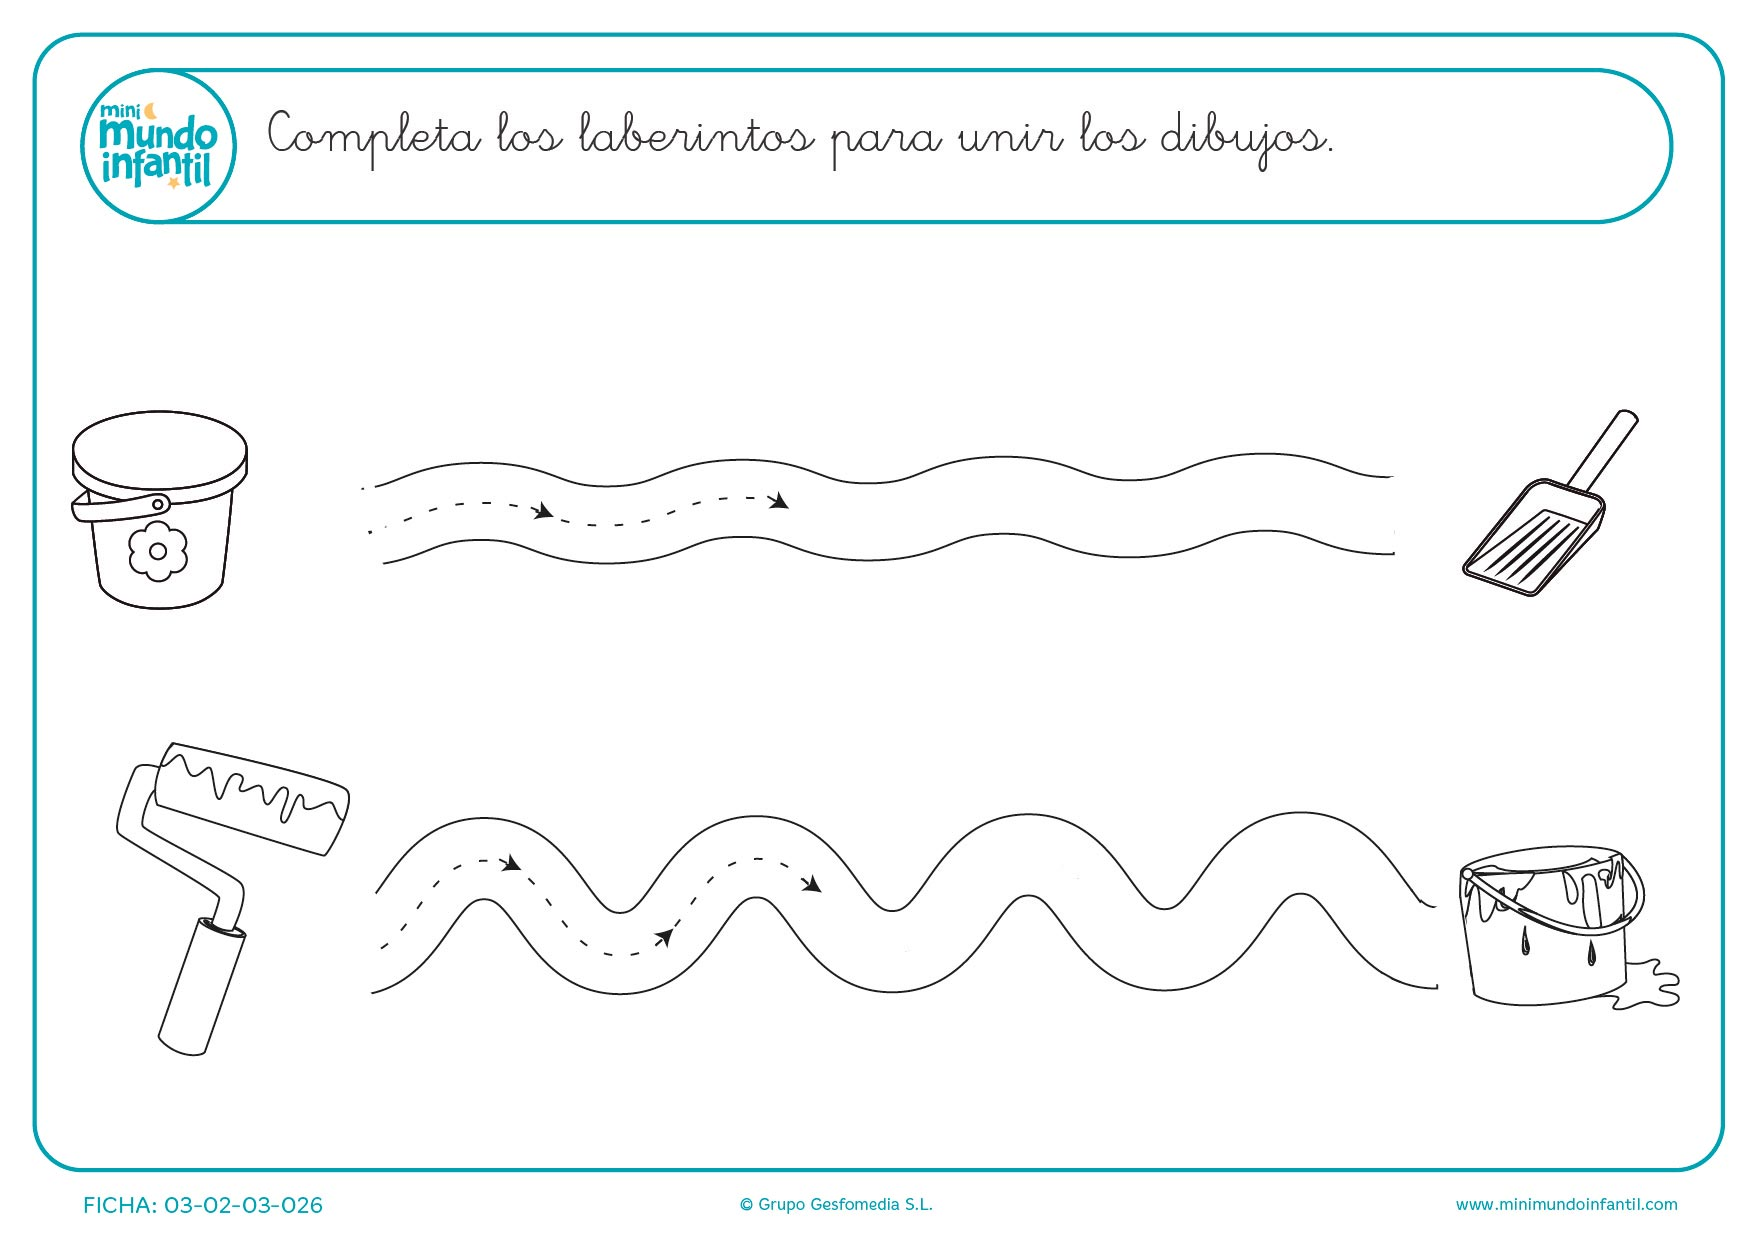 mini
mundo
infantil
Completa los laberintos para unir los dibujos.
FICHA: 03-02-03-026
© Grupo Gesfomedia S.L.
www.minimundoinfantil.com